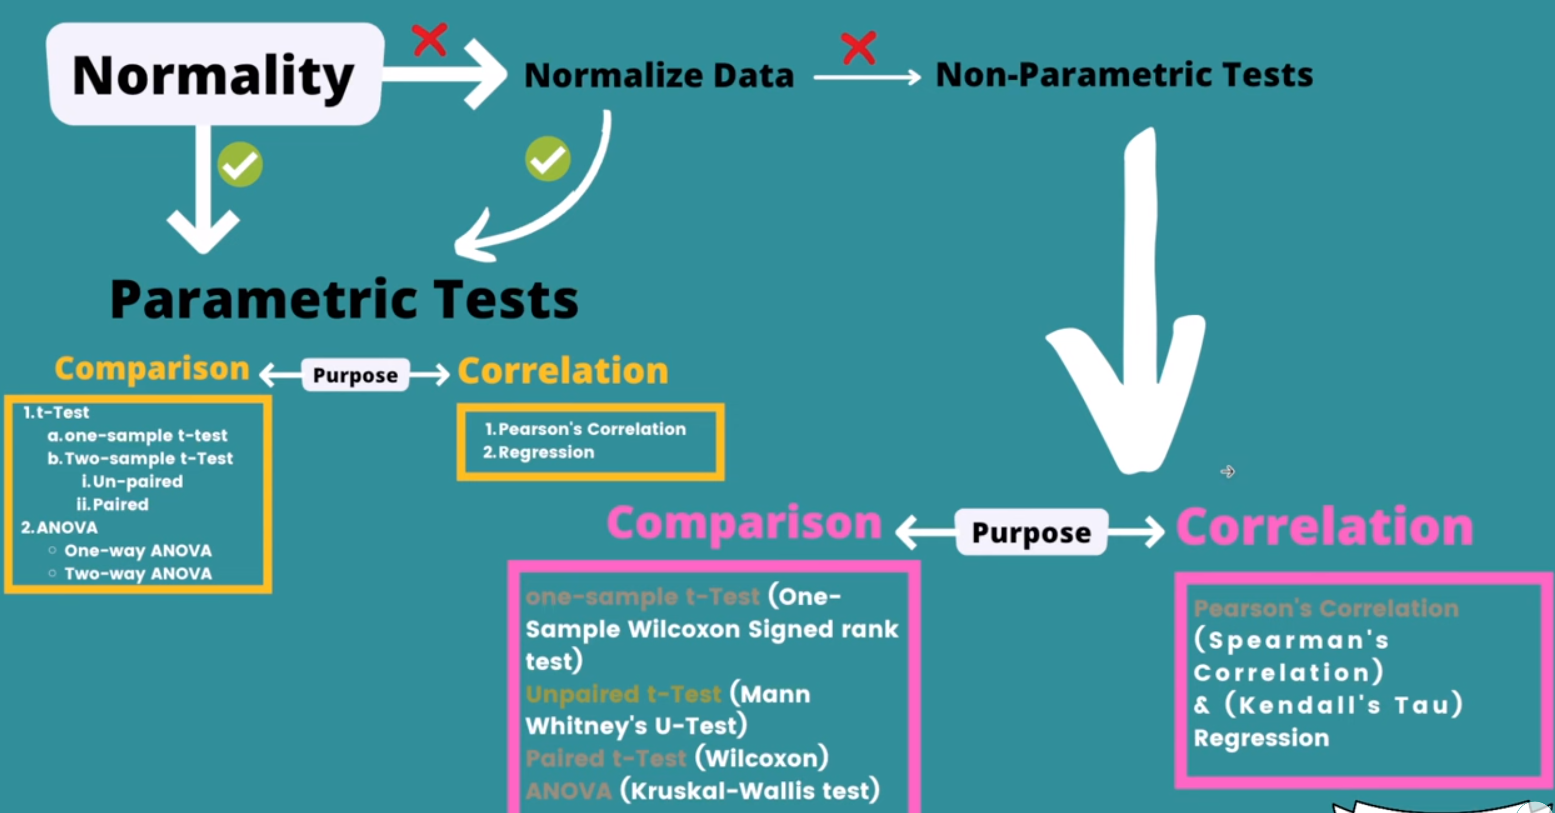 Normality
Normalize Data
Non-Parametric Tests
Parametric Tests
Comparison
Purpose
Correlation
1.t-Test
a.one-sample t-test
b.Two-sample t-Test
i.Un-paired
ii.Paired
2.ANOVA
○ One-way ANOVA
○ Two-way ANOVA
1.Pearson's Correlation
2.Regression
Comparison
Purpose
Correlation
one-sample t-Test (One-
Sample Wilcoxon Signed rank
test)
Unpaired t-Test (Mann
Whitney's U-Test)
Paired t-Test (Wilcoxon)
ANOVA (Kruskal-Wallis test)
Pearson's Correlation
(Spearman's
Correlation)
& (Kendall's Tau)
Regression